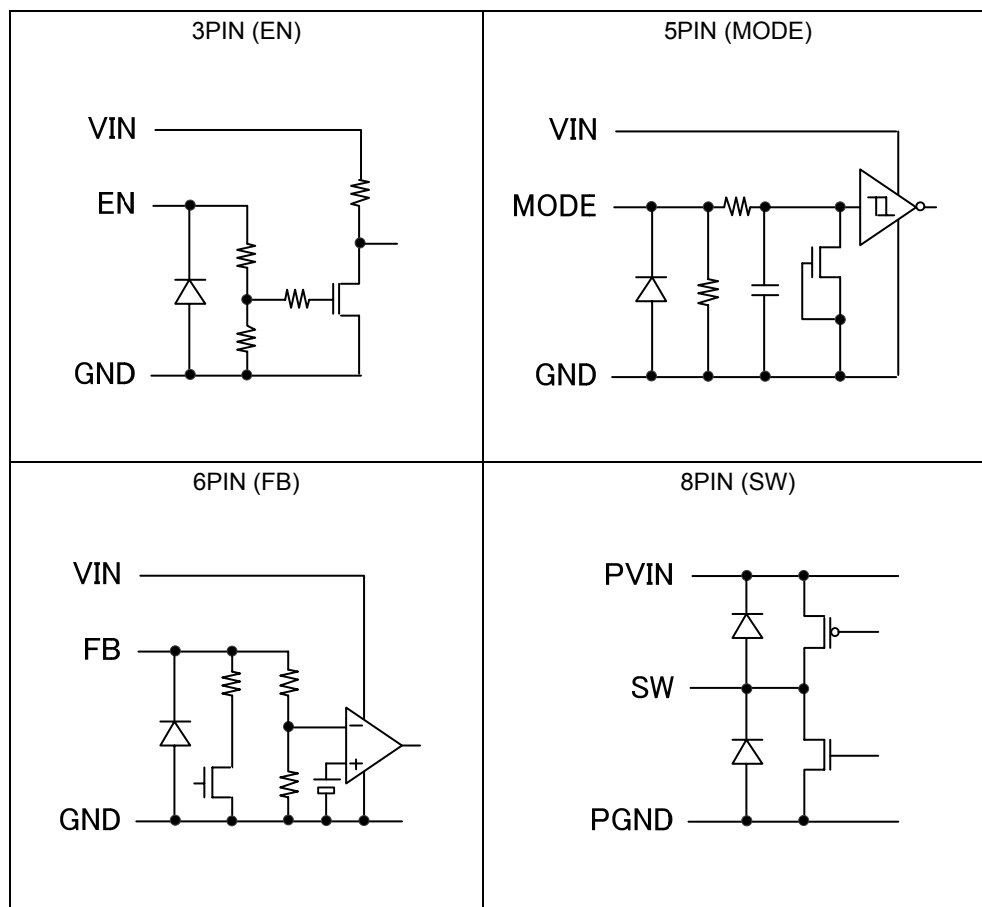 3PIN (EN)
VIN
EN
GND
5PIN (MODE)
VIN
MODE
GND
6PIN (FB)
VIN
FB
GND
8PIN (SW)
PVIN
SW
PGND